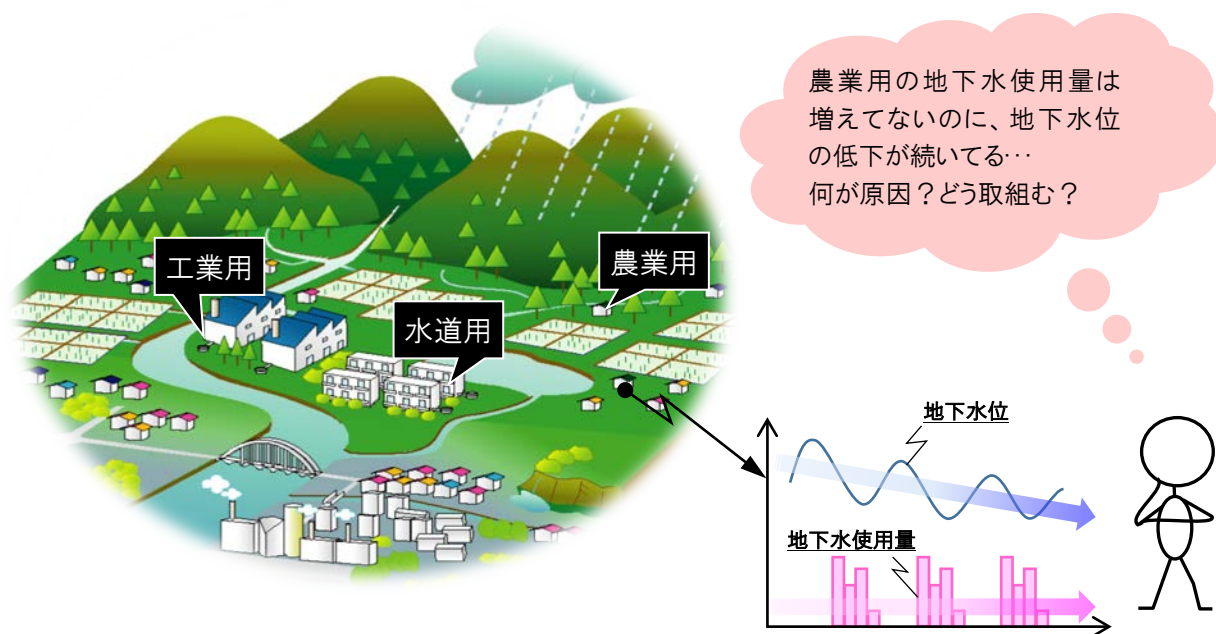 農業用の地下水使用量は
増えてないのに、地下水位
の低下が続いてる…
何が原因？どう取組む？
工業用
農業用
水道用
地下水位
地下水使用量